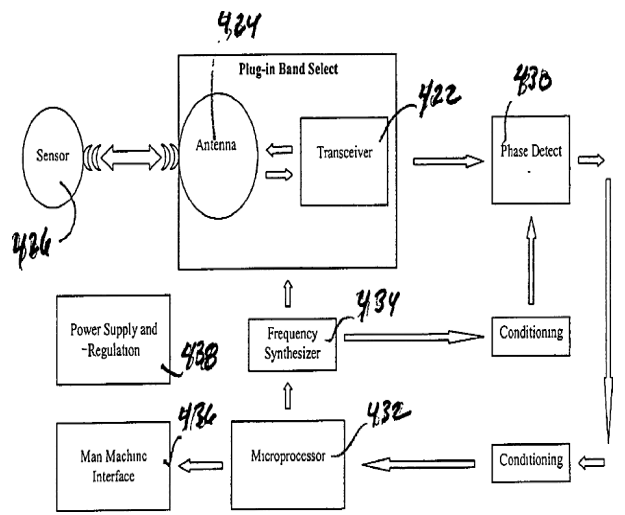 424
Plug-in Band Select
430
422
Sensor
Antenna
Transceiver
Phase Detect
426
434
Power Supply and
-Regulation
Frequency
Synthesizer
Conditioning
438
436
432
Man Machine
Interface
Microprocessor
Conditioning